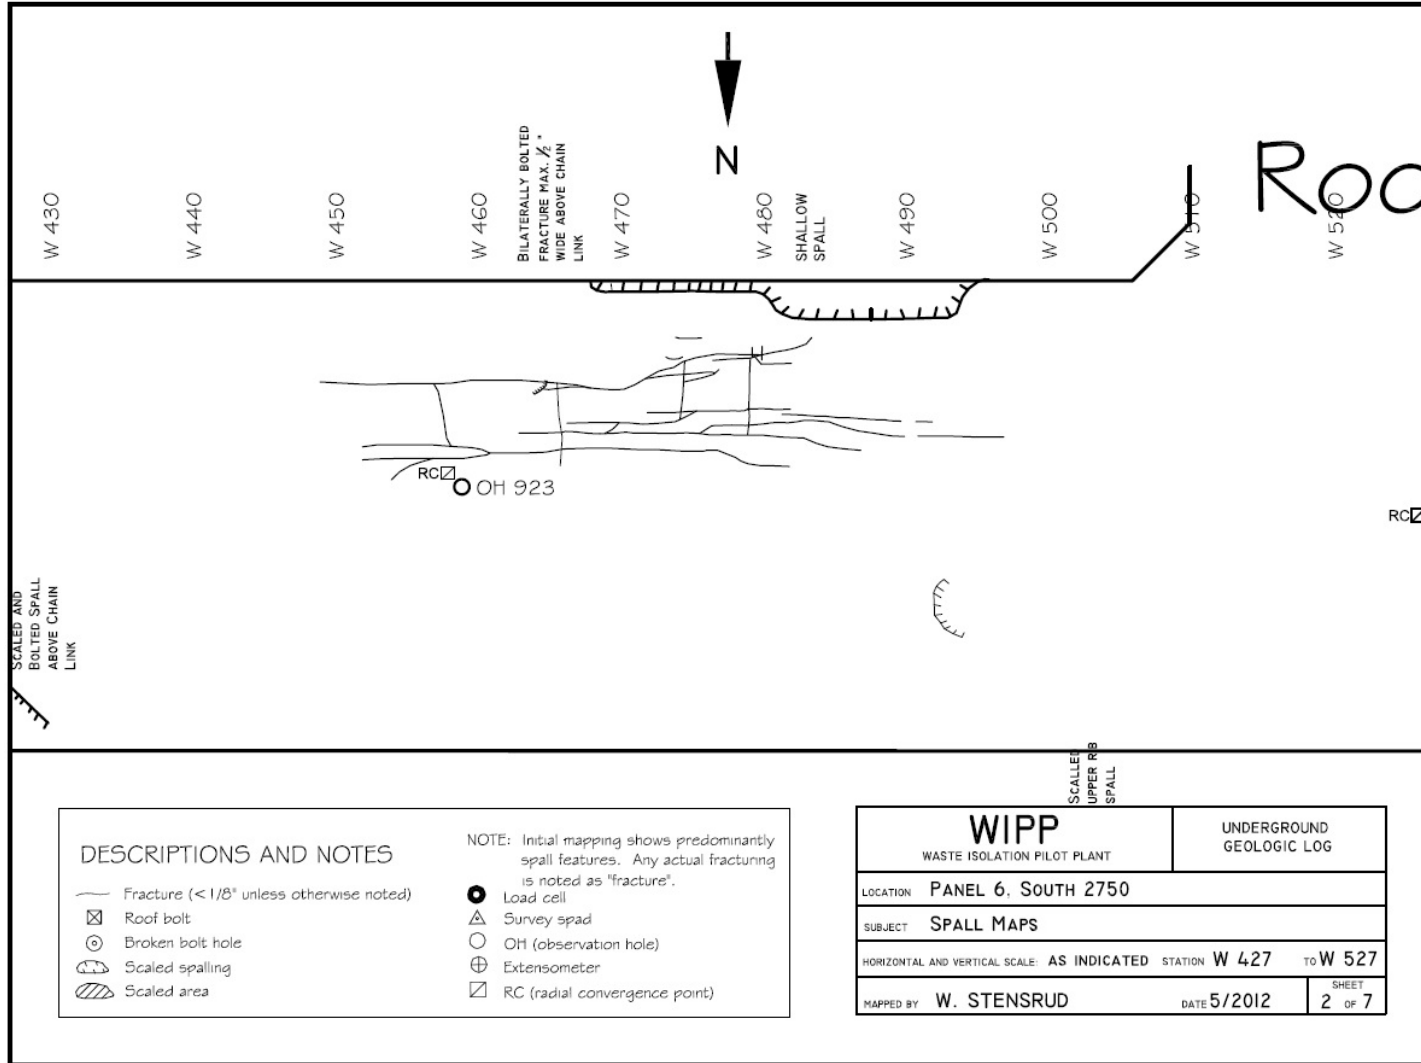 N
Roo
W 430
W 440
W 450
W 460
BILATERALLY BOLTED
FRACTURE MAX. 1/2"
WIDE ABOVE CHAIN
LINK
W 470
W 480
SHALLOW
SPALL
W 490
W 500
W 510
W 520
RC
OH 923
RC
SCALED AND
BOLTED SPALL
ABOVE CHAIN
LINK
SCALLED
UPPER RIB
SPALL
DESCRIPTIONS AND NOTES
Fracture (< 1/8" unless otherwise noted)
Roof bolt
Broken bolt hole
Scaled spalling
Scaled area
NOTE: Initial mapping shows predominantly
spall features. Any actual fracturing
is noted as "fracture".
Load cell
Survey spad
OH (observation hole)
Extensometer
RC (radial convergence point)
WIPP
WASTE ISOLATION PILOT PLANT
UNDERGROUND
GEOLOGIC LOG
LOCATION PANEL 6, SOUTH 2750
SUBJECT SPALL MAPS
HORIZONTAL AND VERTICAL SCALE: AS INDICATED STATION W 427 TO W 527
MAPPED BY W. STENSRUD DATE 5/2012
SHEET
2 OF 7